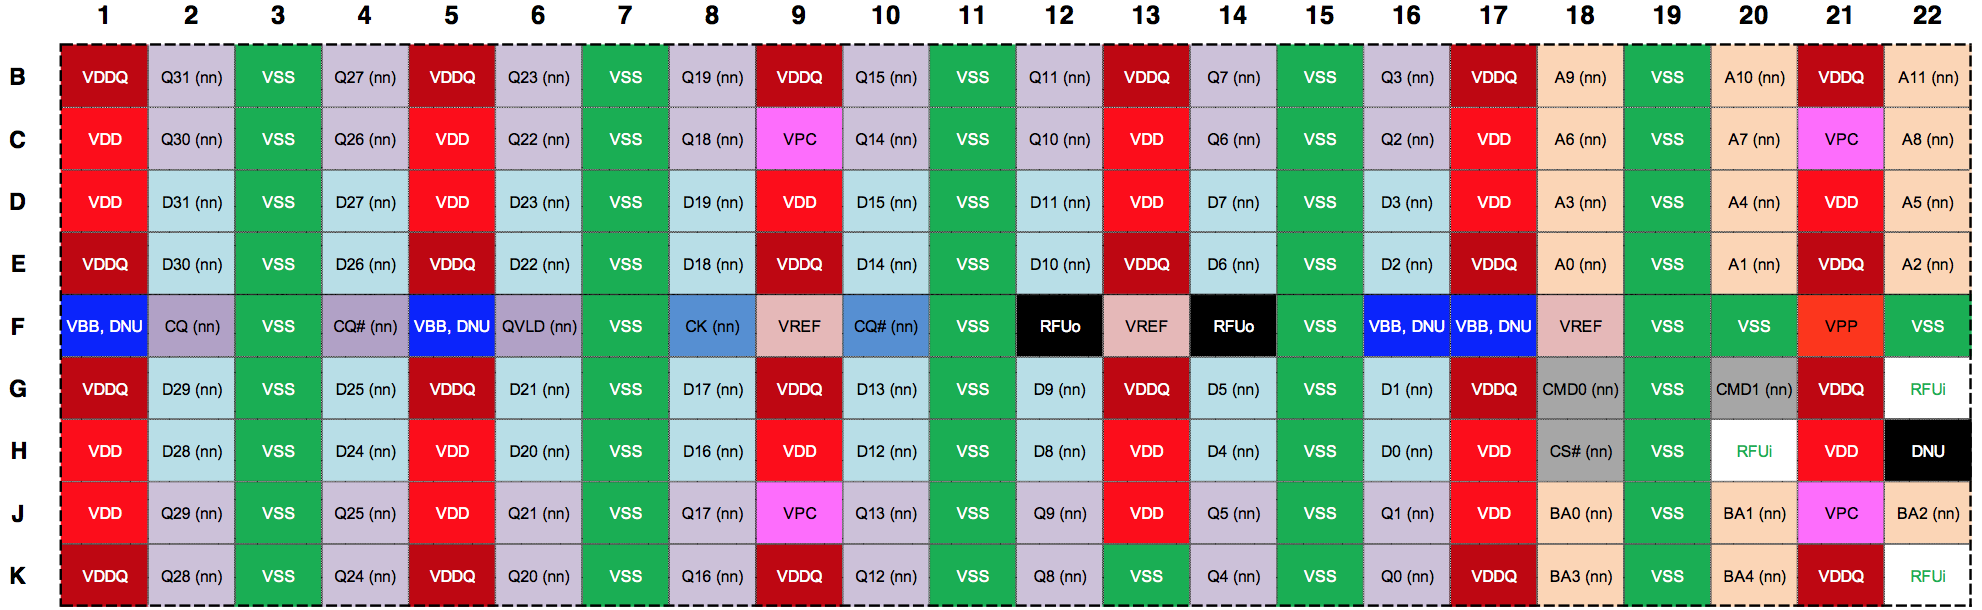 1 2 3 4 5 6 7 8 9 10 11 12 13 14 15 16 17 18 19 20 21 22
B VDDQ Q31 (nn) VSS Q27 (nn) VDDQ Q23 (nn) VSS Q19 (nn) VDDQ Q15 (nn) VSS Q11 (nn) VDDQ Q7 (nn) VSS Q3 (nn) VDDQ A9 (nn) VSS A10 (nn) VDDQ A11 (nn)
C VDD Q30 (nn) VSS Q26 (nn) VDD Q22 (nn) VSS Q18 (nn) VPC Q14 (nn) VSS Q10 (nn) VDD Q6 (nn) VSS Q2 (nn) VDD A6 (nn) VSS A7 (nn) VPC A8 (nn)
D VDD D31 (nn) VSS D27 (nn) VDD D23 (nn) VSS D19 (nn) VDD D15 (nn) VSS D11 (nn) VDD D7 (nn) VSS D3 (nn) VDD A3 (nn) VSS A4 (nn) VDD A5 (nn)
E VDDQ D30 (nn) VSS D26 (nn) VDDQ D22 (nn) VSS D18 (nn) VDDQ D14 (nn) VSS D10 (nn) VDDQ D6 (nn) VSS D2 (nn) VDDQ A0 (nn) VSS A1 (nn) VDDQ A2 (nn)
F VBB, DNU CQ (nn) VSS CQ# (nn) VBB, DNU QVLD (nn) VSS CK (nn) VREF CQ# (nn) VSS RFUo VREF RFUo VSS VBB, DNU VBB, DNU VREF VSS VSS VPP VSS
G VDDQ D29 (nn) VSS D25 (nn) VDDQ D21 (nn) VSS D17 (nn) VDDQ D13 (nn) VSS D9 (nn) VDDQ D5 (nn) VSS D1 (nn) VDDQ CMD0 (nn) VSS CMD1 (nn) VDDQ RFUi
H VDD D28 (nn) VSS D24 (nn) VDD D20 (nn) VSS D16 (nn) VDD D12 (nn) VSS D8 (nn) VDD D4 (nn) VSS D0 (nn) VDD CS# (nn) VSS RFUi VDD DNU
J VDD Q29 (nn) VSS Q25 (nn) VDD Q21 (nn) VSS Q17 (nn) VPC Q13 (nn) VSS Q9 (nn) VDD Q5 (nn) VSS Q1 (nn) VDD BA0 (nn) VSS BA1 (nn) VPC BA2 (nn)
K VDDQ Q28 (nn) VSS Q24 (nn) VDDQ Q20 (nn) VSS Q16 (nn) VDDQ Q12 (nn) VSS Q8 (nn) VSS Q4 (nn) VSS Q0 (nn) VDDQ BA3 (nn) VSS BA4 (nn) VDDQ RFUi